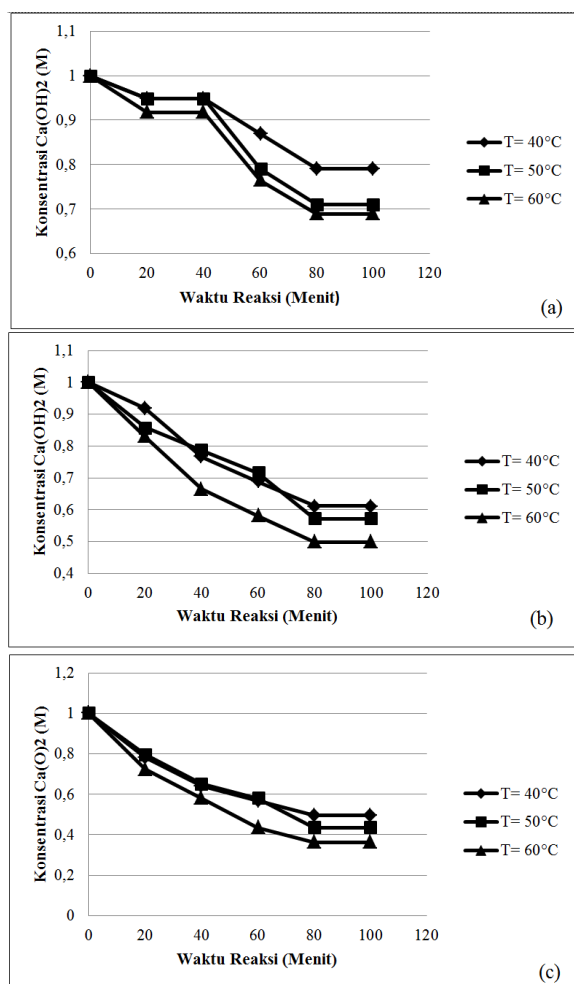 1,1
1
0,9
0,8
0,7
0,6
Konsentrasi Ca(OH)2 (M)
0 20 40 60 80 100 120
Waktu Reaksi (Menit)
T= 40°C
T= 50°C
T= 60°C
(a)
1,1
1
0,9
0,8
0,7
0,6
0,5
0,4
Konsentrasi Ca(OH)2 (M)
0 20 40 60 80 100 120
Waktu Reaksi (Menit)
T= 40°C
T= 50°C
T= 60°C
(b)
1,2
1
0,8
0,6
0,4
0,2
0
Konsentrasi Ca(O)2 (M)
0 20 40 60 80 100 120
Waktu Reaksi (Menit)
T= 40°C
T= 50°C
T= 60°C
(c)